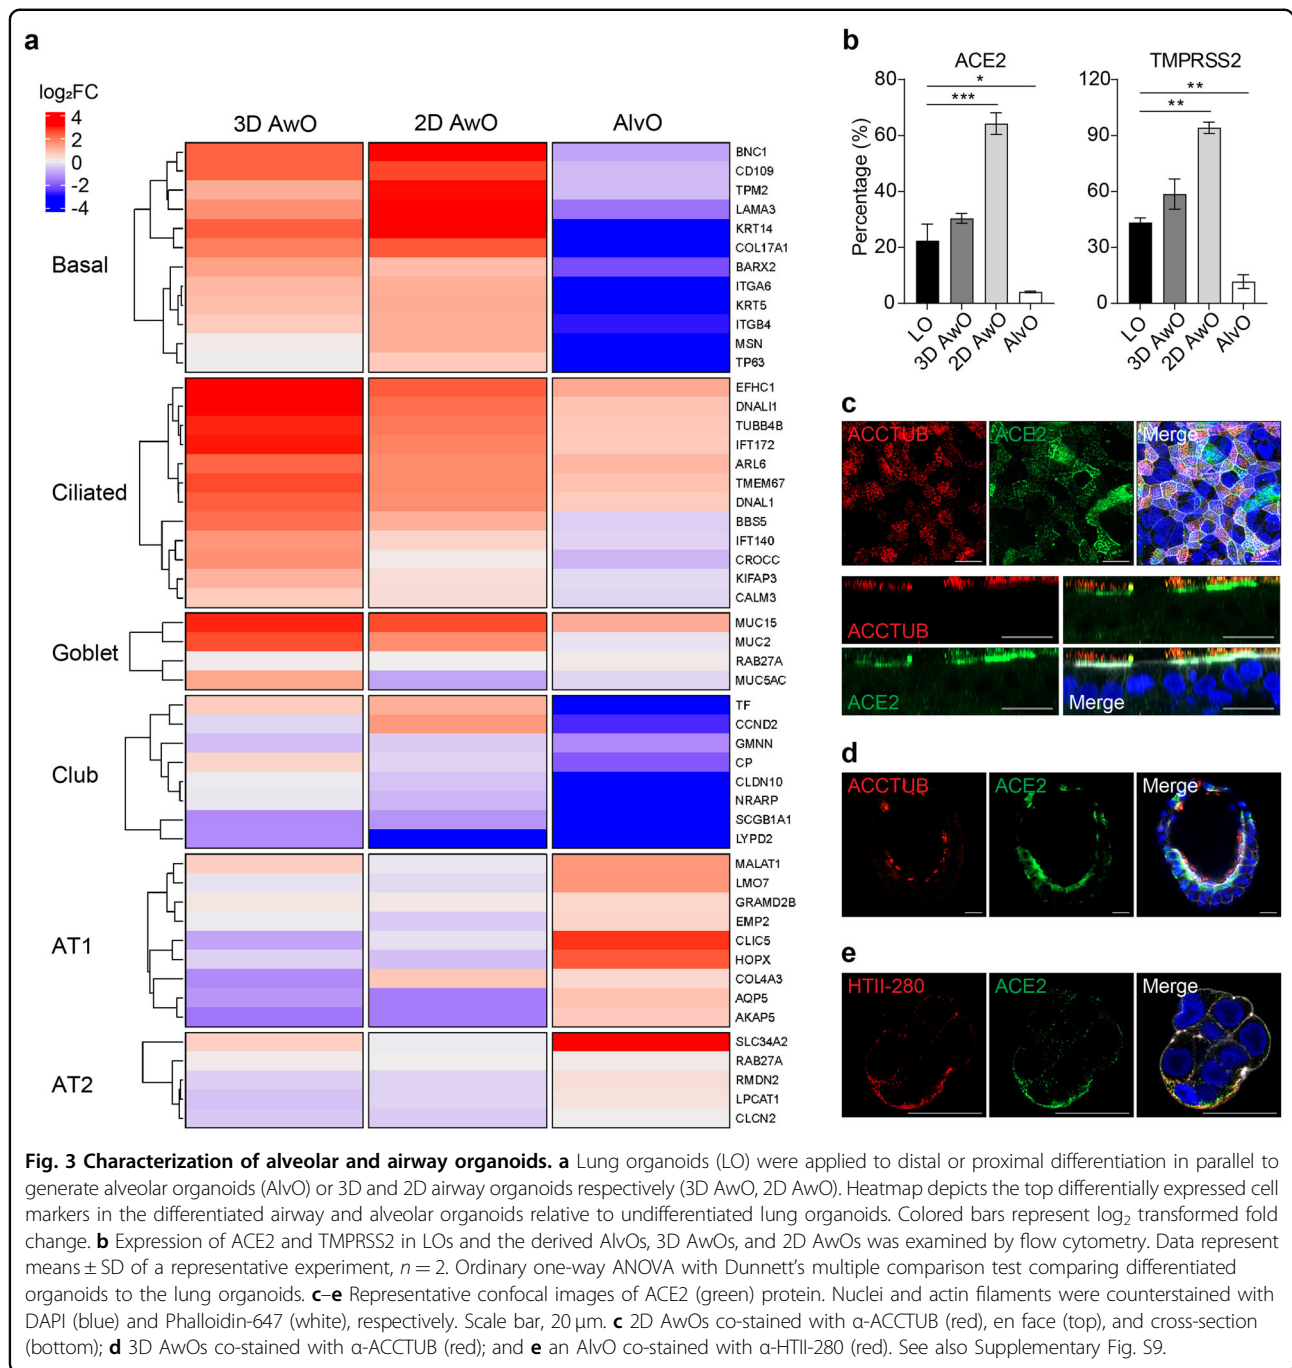 a
log₂FC
4
2
0
-2
-4
3D AwO
2D AwO
AlvO
Basal
BNC1
CD109
TPM2
LAMA3
KRT14
COL17A1
BARX2
ITGA6
KRT5
ITGB4
MSN
TP63
Ciliated
EFHC1
DNALI1
TUBB4B
IFT172
ARL6
TMEM67
DNAL1
BBS5
IFT140
CROCC
KIFAP3
CALM3
Goblet
MUC15
MUC2
RAB27A
MUC5AC
Club
TF
CCND2
GMNN
CP
CLDN10
NRARP
SCGB1A1
LYPD2
AT1
MALAT1
LMO7
GRAMD2B
EMP2
CLIC5
HOPX
COL4A3
AQP5
AKAP5
AT2
SLC34A2
RAB27A
RMDN2
LPCAT1
CLCN2
b
ACE2
Percentage (%)
80
60
40
20
0
*
***
LO
3D AwO
2D AwO
AlvO
TMPRSS2
120
90
60
30
0
**
**
LO
3D AwO
2D AwO
AlvO
c
ACCTUB
ACE2
Merge
ACCTUB
ACE2
Merge
d
ACCTUB
ACE2
Merge
e
HTII-280
ACE2
Merge
Fig. 3 Characterization of alveolar and airway organoids. a Lung organoids (LO) were applied to distal or proximal differentiation in parallel to
generate alveolar organoids (AlvO) or 3D and 2D airway organoids respectively (3D AwO, 2D AwO). Heatmap depicts the top differentially expressed cell
markers in the differentiated airway and alveolar organoids relative to undifferentiated lung organoids. Colored bars represent log₂ transformed fold
change. b Expression of ACE2 and TMPRSS2 in LOs and the derived AlvOs, 3D AwOs, and 2D AwOs was examined by flow cytometry. Data represent
means ± SD of a representative experiment, n = 2. Ordinary one-way ANOVA with Dunnett's multiple comparison test comparing differentiated
organoids to the lung organoids. c–e Representative confocal images of ACE2 (green) protein. Nuclei and actin filaments were counterstained with
DAPI (blue) and Phalloidin-647 (white), respectively. Scale bar, 20 μm. c 2D AwOs co-stained with α-ACCTUB (red), en face (top), and cross-section
(bottom); d 3D AwOs co-stained with α-ACCTUB (red); and e an AlvO co-stained with α-HTII-280 (red). See also Supplementary Fig. S9.